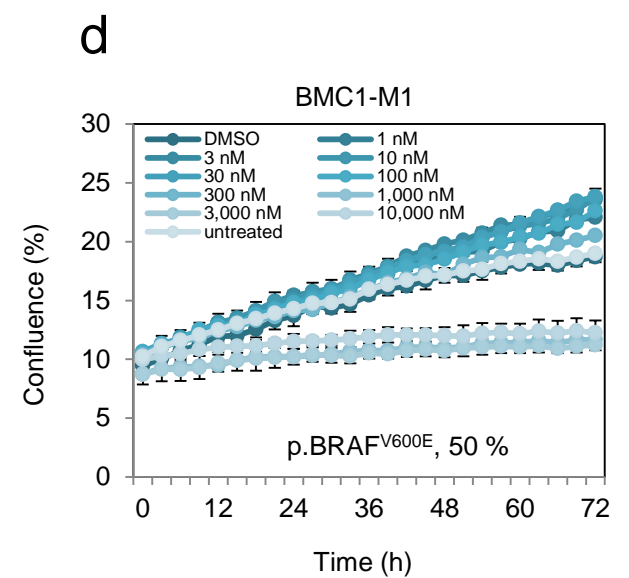 d
BMC1-M1
30
25
20
15
10
5
0
Confluence (%)
DMSO 1 nM
3 nM 10 nM
30 nM 100 nM
300 nM 1,000 nM
3,000 nM 10,000 nM
untreated
p.BRAFV600E, 50 %
0 12 24 36 48 60 72
Time (h)